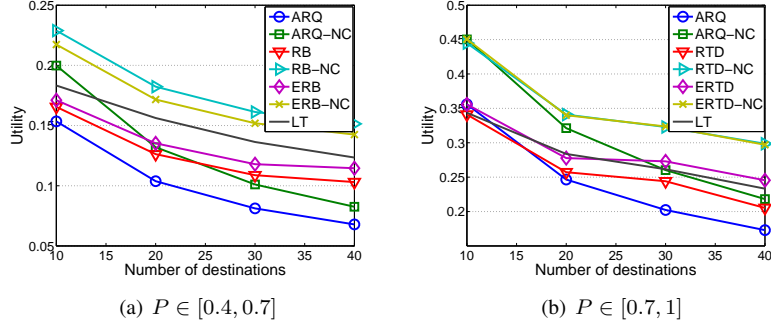 0.25
0.2
0.15
0.1
0.05
10
15
20
25
30
35
40
Utility
Number of destinations
ARQ
ARQ−NC
RB
RB−NC
ERB
ERB−NC
LT
(a) P ∈ [0.4, 0.7]
0.5
0.45
0.4
0.35
0.3
0.25
0.2
10
15
20
25
30
35
40
Utility
Number of destinations
ARQ
ARQ−NC
RTD
RTD−NC
ERTD
ERTD−NC
LT
(b) P ∈ [0.7, 1]